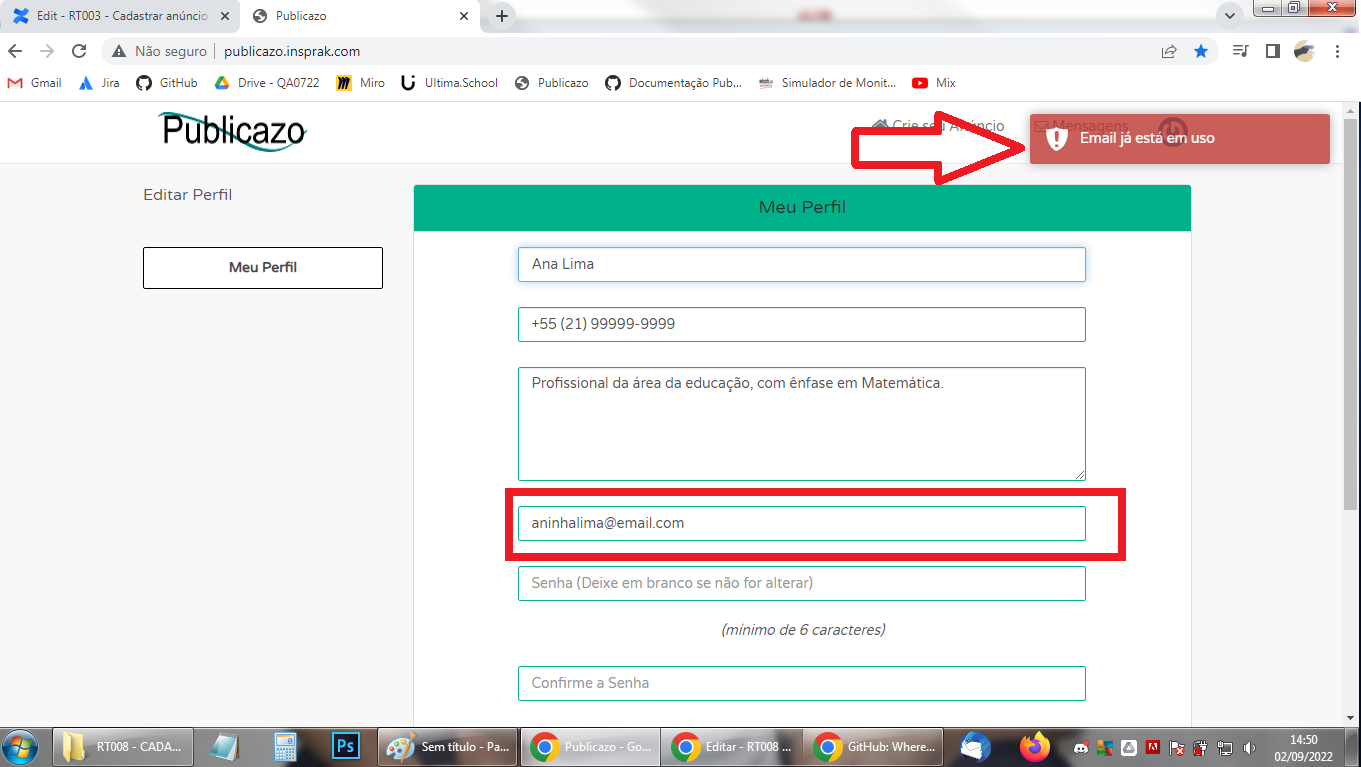 Edit - RT003 - Cadastrar anúncio
Publicazo
Não seguro
publicazo.insprak.com
Gmail
Jira
GitHub
Drive - QA0722
Miro
Ultima.School
Publicazo
Documentação Pub...
Simulador de Monit...
Mix
Publicazo
Crie seu Anúncio
Mensagens
Email já está em uso
Editar Perfil
Meu Perfil
Meu Perfil
Ana Lima
+55 (21) 99999-9999
Profissional da área da educação, com ênfase em Matemática.
aninhalima@email.com
Senha (Deixe em branco se não for alterar)
(mínimo de 6 caracteres)
Confirme a Senha
RT008 - CADA...
Ps
Sem título - Pa...
Publicazo - Go...
Editar - RT008 ...
GitHub: Where...
14:50
02/09/2022